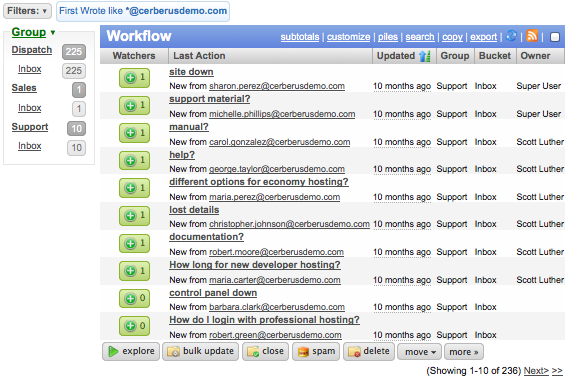 Filters: ▾ First Wrote like *@cerberusdemo.com
Group ▾
Dispatch 225
Inbox 225
Sales 1
Inbox 1
Support 10
Inbox 10
Workflow subtotals | customize | piles | search | copy | export | | |
Watchers Last Action Updated Group Bucket Owner
site down
1 New from sharon.perez@cerberusdemo.com 10 months ago Support Inbox Super User
support material?
1 New from michelle.phillips@cerberusdemo.com 10 months ago Support Inbox Super User
manual?
1 New from carol.gonzalez@cerberusdemo.com 10 months ago Support Inbox Scott Luther
help?
1 New from george.taylor@cerberusdemo.com 10 months ago Support Inbox Scott Luther
different options for economy hosting?
1 New from maria.perez@cerberusdemo.com 10 months ago Support Inbox Scott Luther
lost details
1 New from christopher.johnson@cerberusdemo.com 10 months ago Support Inbox Scott Luther
documentation?
1 New from robert.moore@cerberusdemo.com 10 months ago Support Inbox Scott Luther
How long for new developer hosting?
1 New from maria.carter@cerberusdemo.com 10 months ago Support Inbox Scott Luther
control panel down
0 New from barbara.clark@cerberusdemo.com 10 months ago Support Inbox
How do I login with professional hosting?
0 New from robert.green@cerberusdemo.com 10 months ago Support Inbox
explore bulk update close spam delete move ▾ more »
(Showing 1-10 of 236) Next> >>